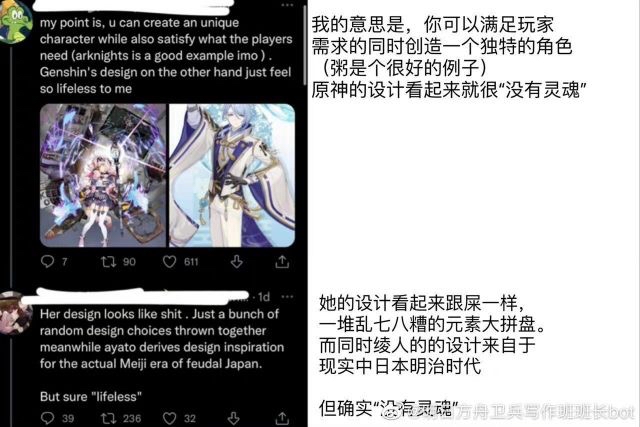 my point is, u can create an unique
character while also satisfy what the players
need (arknights is a good example imo ) .
Genshin's design on the other hand just feel
so lifeless to me
7
90
611
· 1d
Her design looks like shit . Just a bunch of
random design choices thrown together
meanwhile ayato derives design inspiration
for the actual Meiji era of feudal Japan.
But sure "lifeless"
39
236
32
我的意思是，你可以满足玩家
需求的同时创造一个独特的角色
（粥是个很好的例子）
原神的设计看起来就很“没有灵魂”
她的设计看起来跟屎一样，
一堆乱七八糟的元素大拼盘。
而同时绫人的的设计来自于
现实中日本明治时代
但确实“没有灵魂”
方舟卫兵写作班班长bot